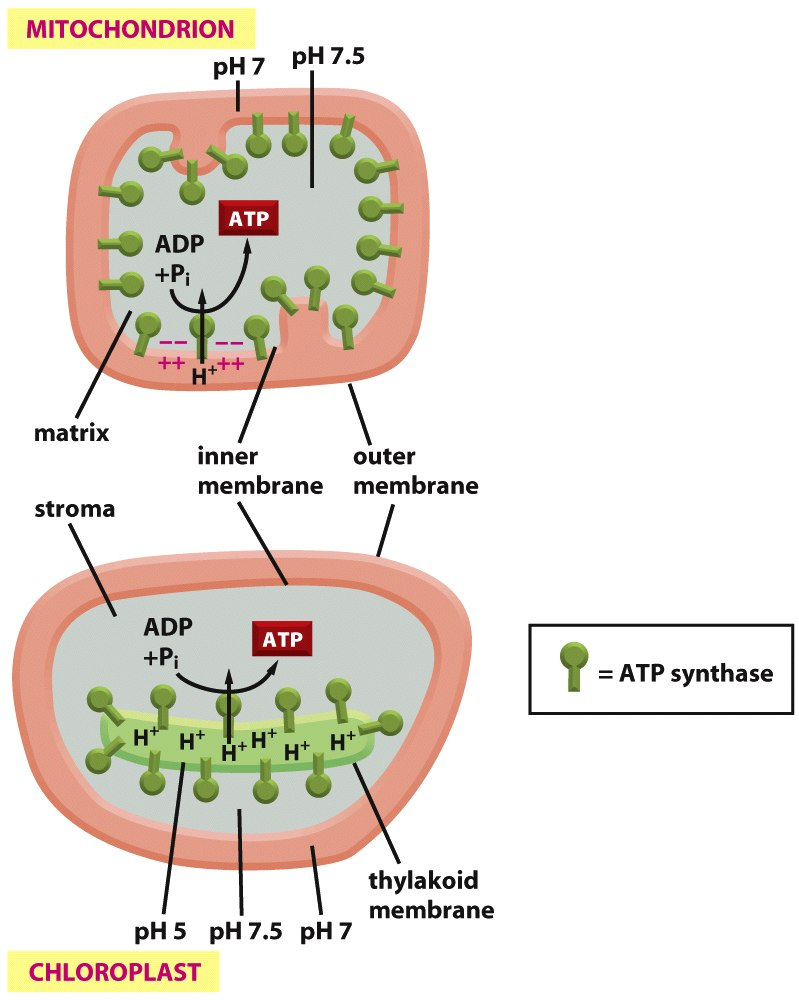 MITOCHONDRION
pH 7
pH 7.5
ATP
ADP
+Pi
−− −−
++ ++
H+
matrix
inner
membrane
outer
membrane
stroma
ADP
+Pi
ATP
= ATP synthase
H+ H+ H+ H+ H+ H+
thylakoid
membrane
pH 5 pH 7.5 pH 7
CHLOROPLAST